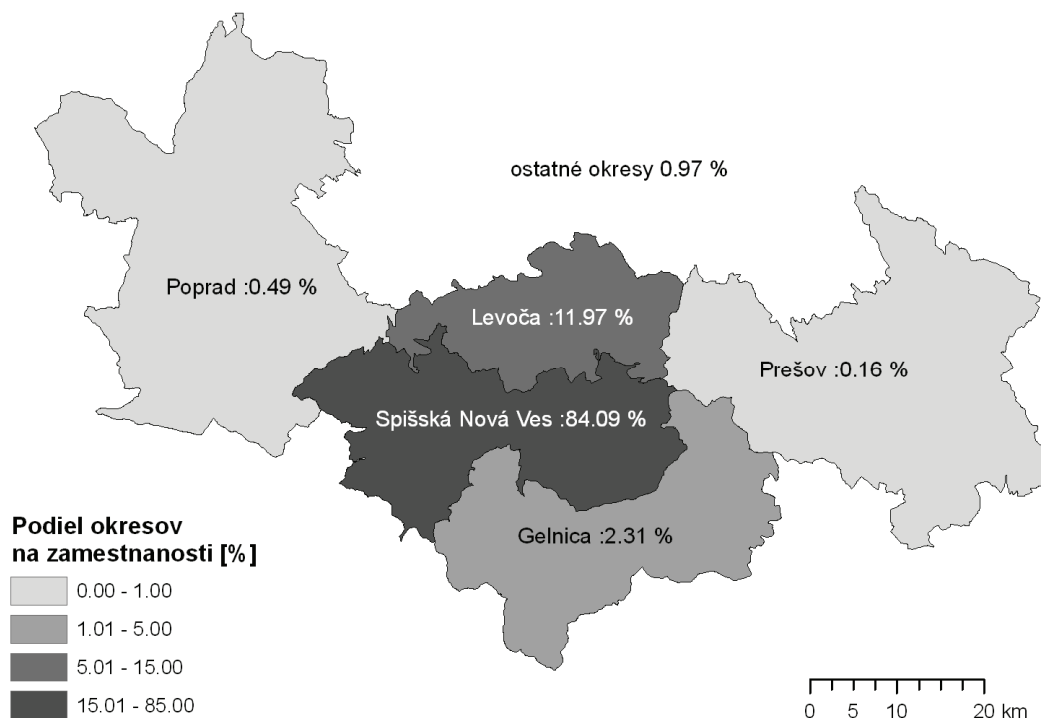 ostatné okresy 0.97 %
Poprad :0.49 %
Levoča :11.97 %
Prešov :0.16 %
Spišská Nová Ves :84.09 %
Gelnica :2.31 %
Podiel okresov
na zamestnanosti [%]
0.00 - 1.00
1.01 - 5.00
5.01 - 15.00
15.01 - 85.00
0 5 10 20 km